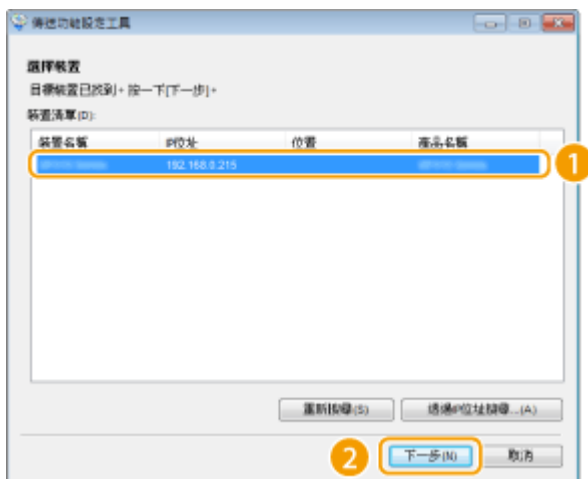 傳送功能設定工具
選擇裝置
目標裝置已找到。按一下[下一步]。
裝置清單(D):
裝置名稱 IP位址 位置 產品名稱
192.168.0.215
1
重新搜尋(S) 透過IP位址搜尋...(A)
2 下一步(N) 取消